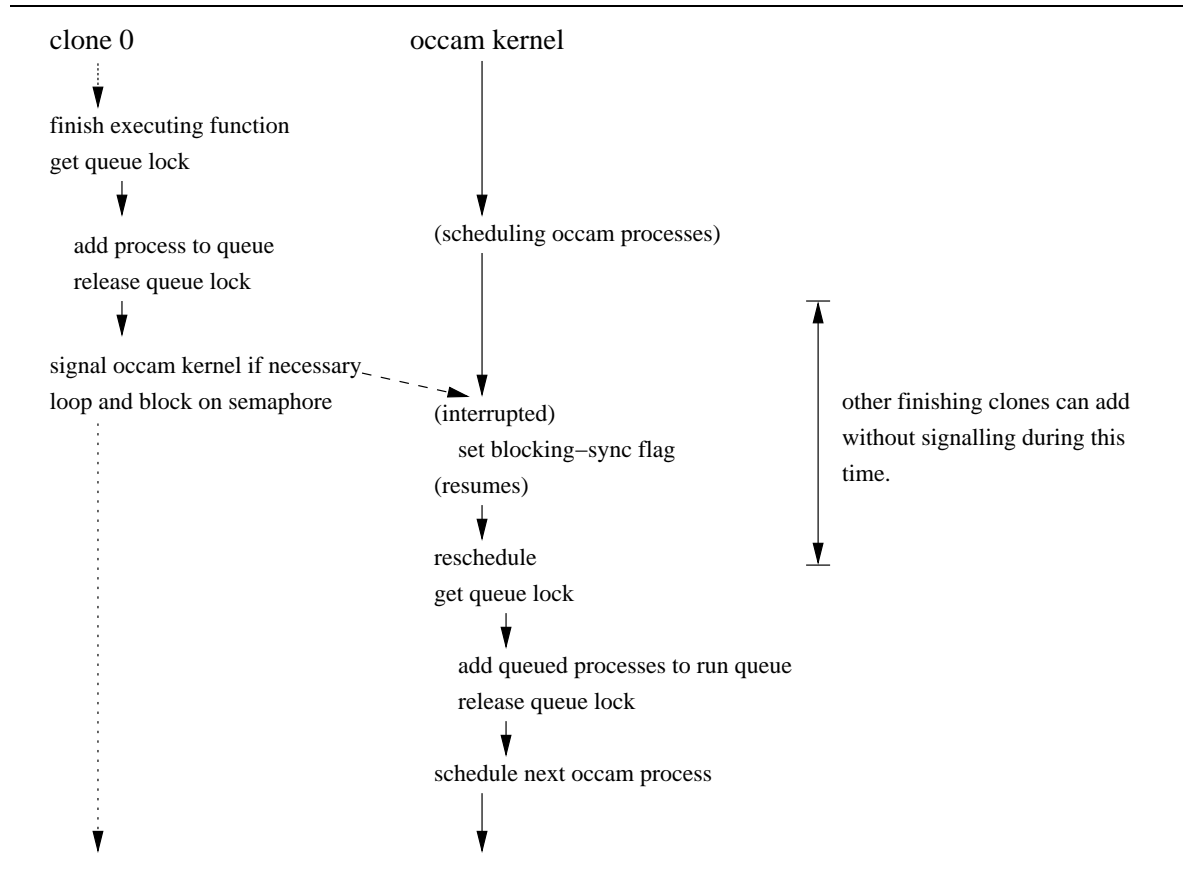 clone 0
finish executing function
get queue lock
add process to queue
release queue lock
signal occam kernel if necessary
loop and block on semaphore
occam kernel
(scheduling occam processes)
(interrupted)
set blocking−sync flag
(resumes)
reschedule
get queue lock
add queued processes to run queue
release queue lock
schedule next occam process
other finishing clones can add
without signalling during this
time.